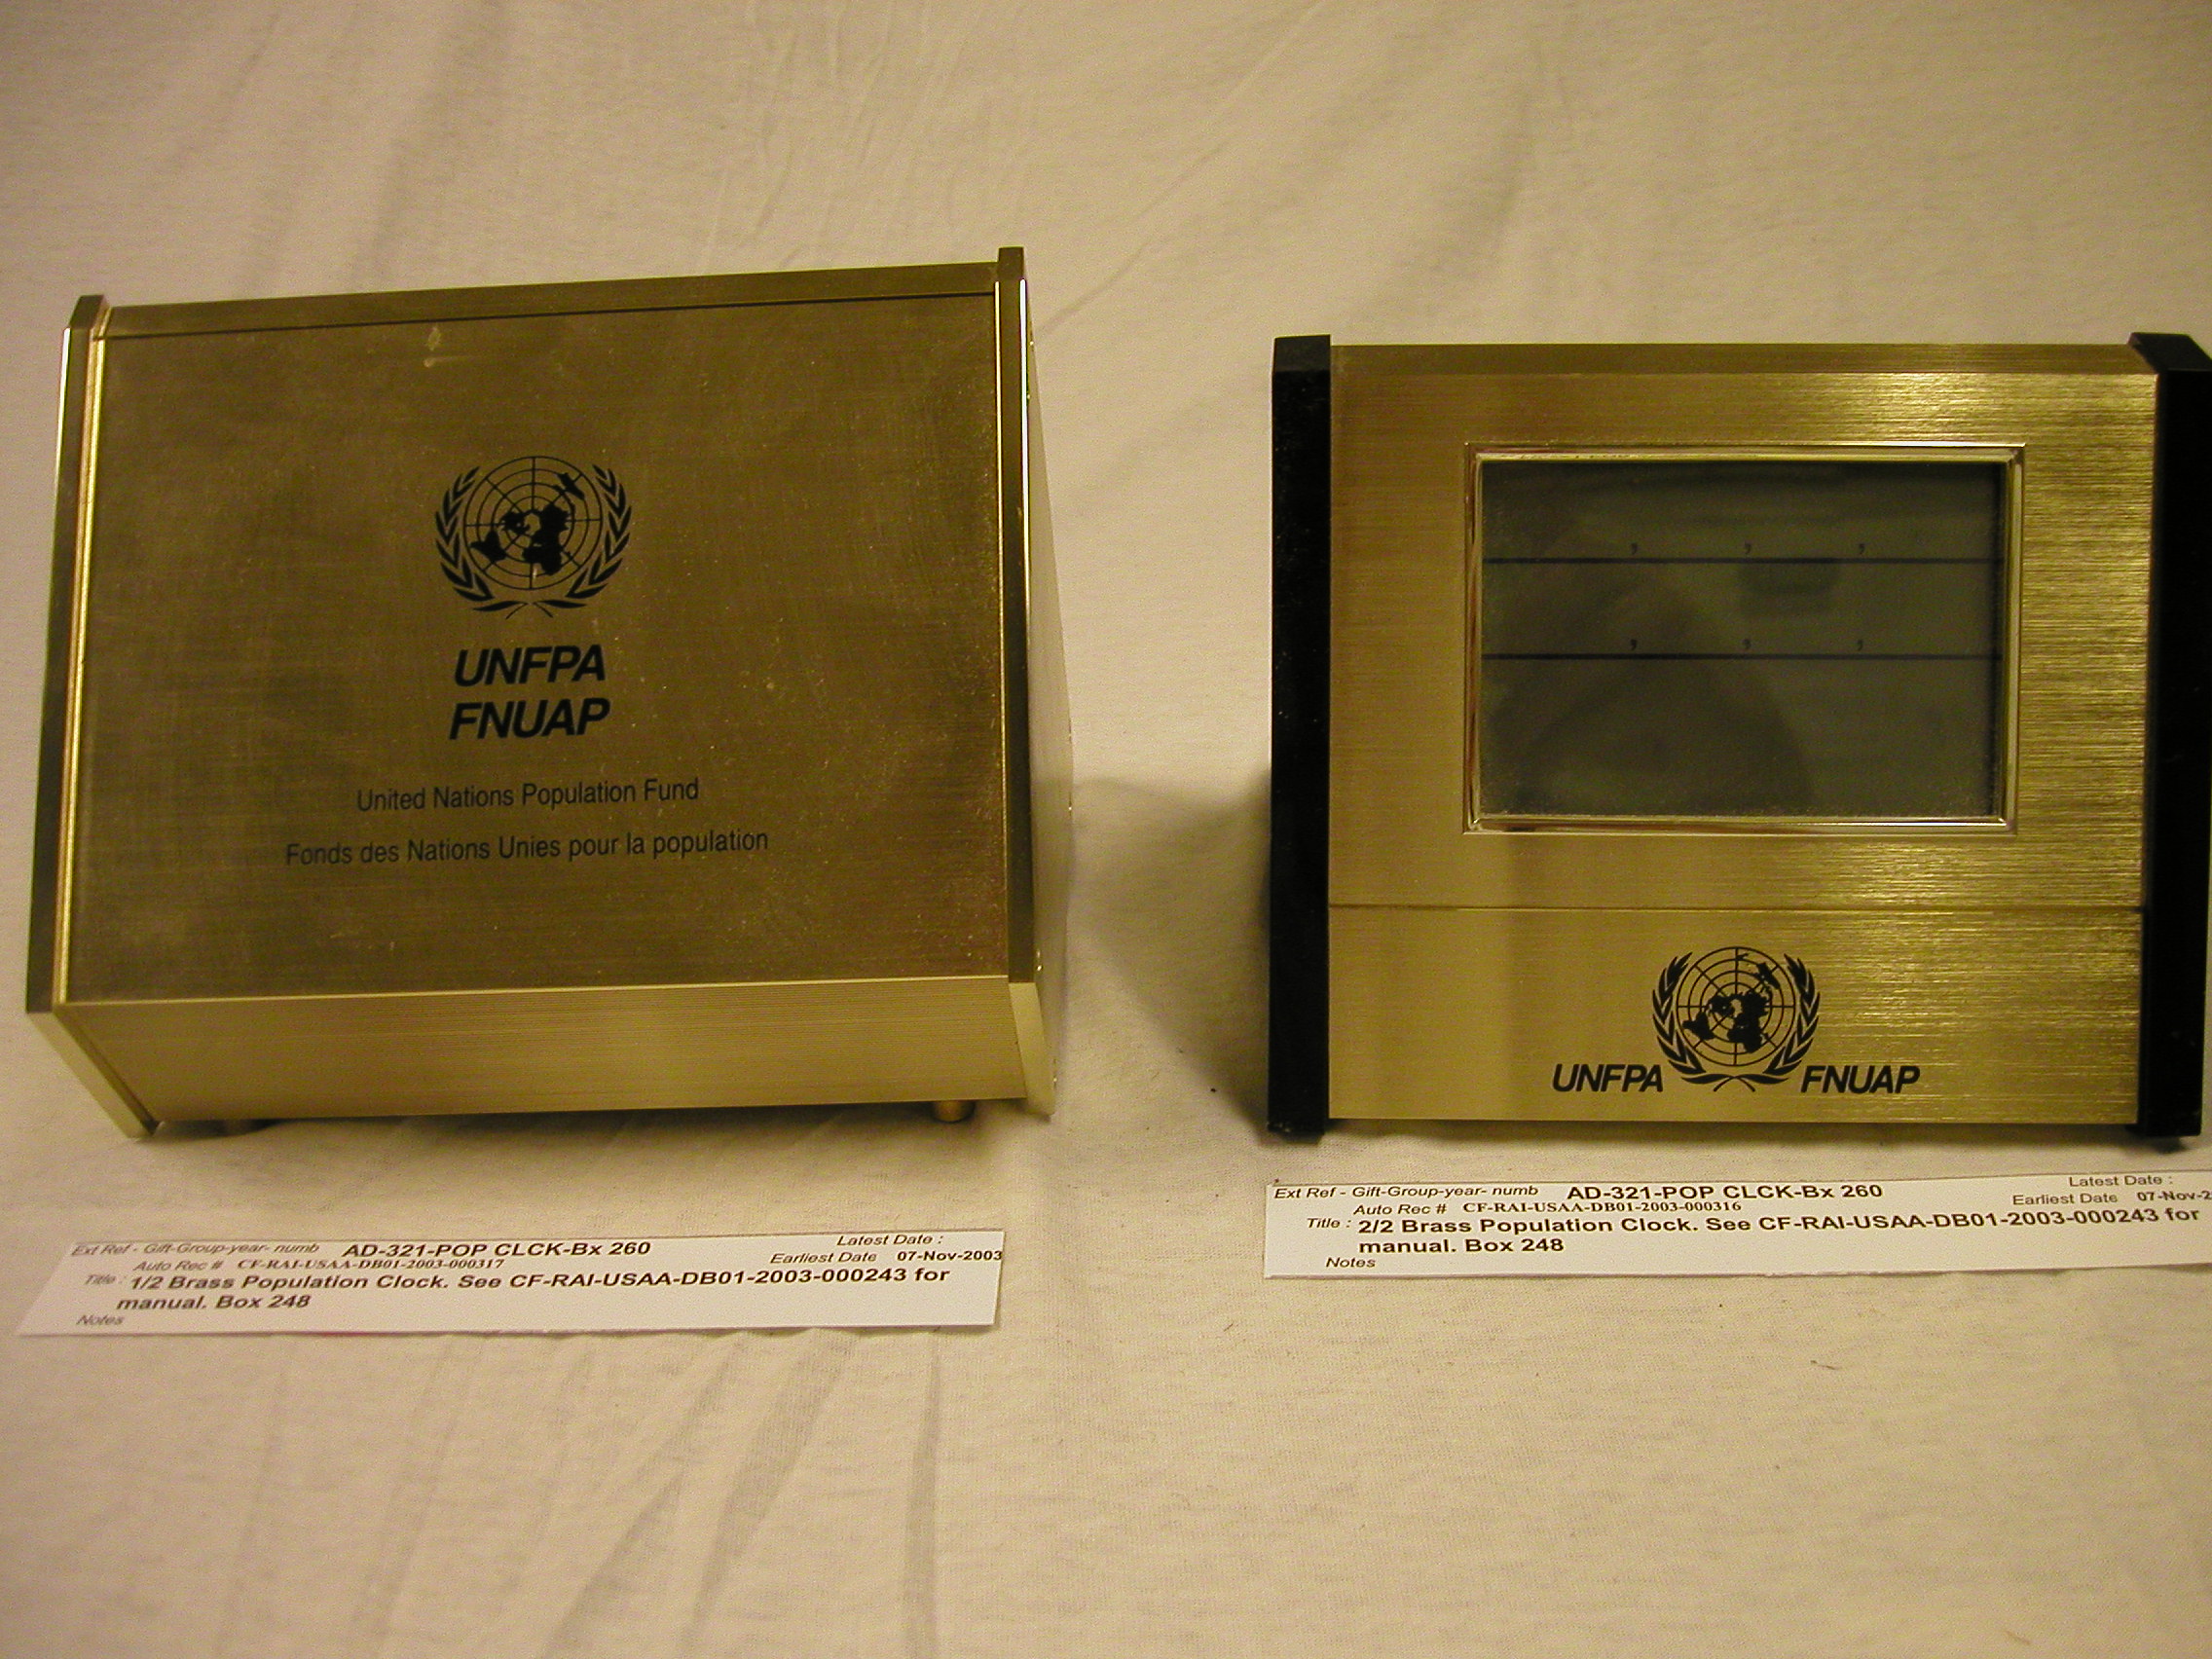 UNFPA
FNUAP
United Nations Population Fund
Fonds des Nations Unies pour la population
UNFPA FNUAP
Ext Ref - Gift-Group-year- numb AD-321-POP CLCK-Bx 260 Latest Date :
Auto Rec # CF-RAI-USAA-DB01-2003-000317 Earliest Date 07-Nov-2003
Title : 1/2 Brass Population Clock. See CF-RAI-USAA-DB01-2003-000243 for
manual. Box 248
Notes
Ext Ref - Gift-Group-year- numb AD-321-POP CLCK-Bx 260 Latest Date :
Auto Rec # CF-RAI-USAA-DB01-2003-000316 Earliest Date 07-Nov-2
Title : 2/2 Brass Population Clock. See CF-RAI-USAA-DB01-2003-000243 for
manual. Box 248
Notes